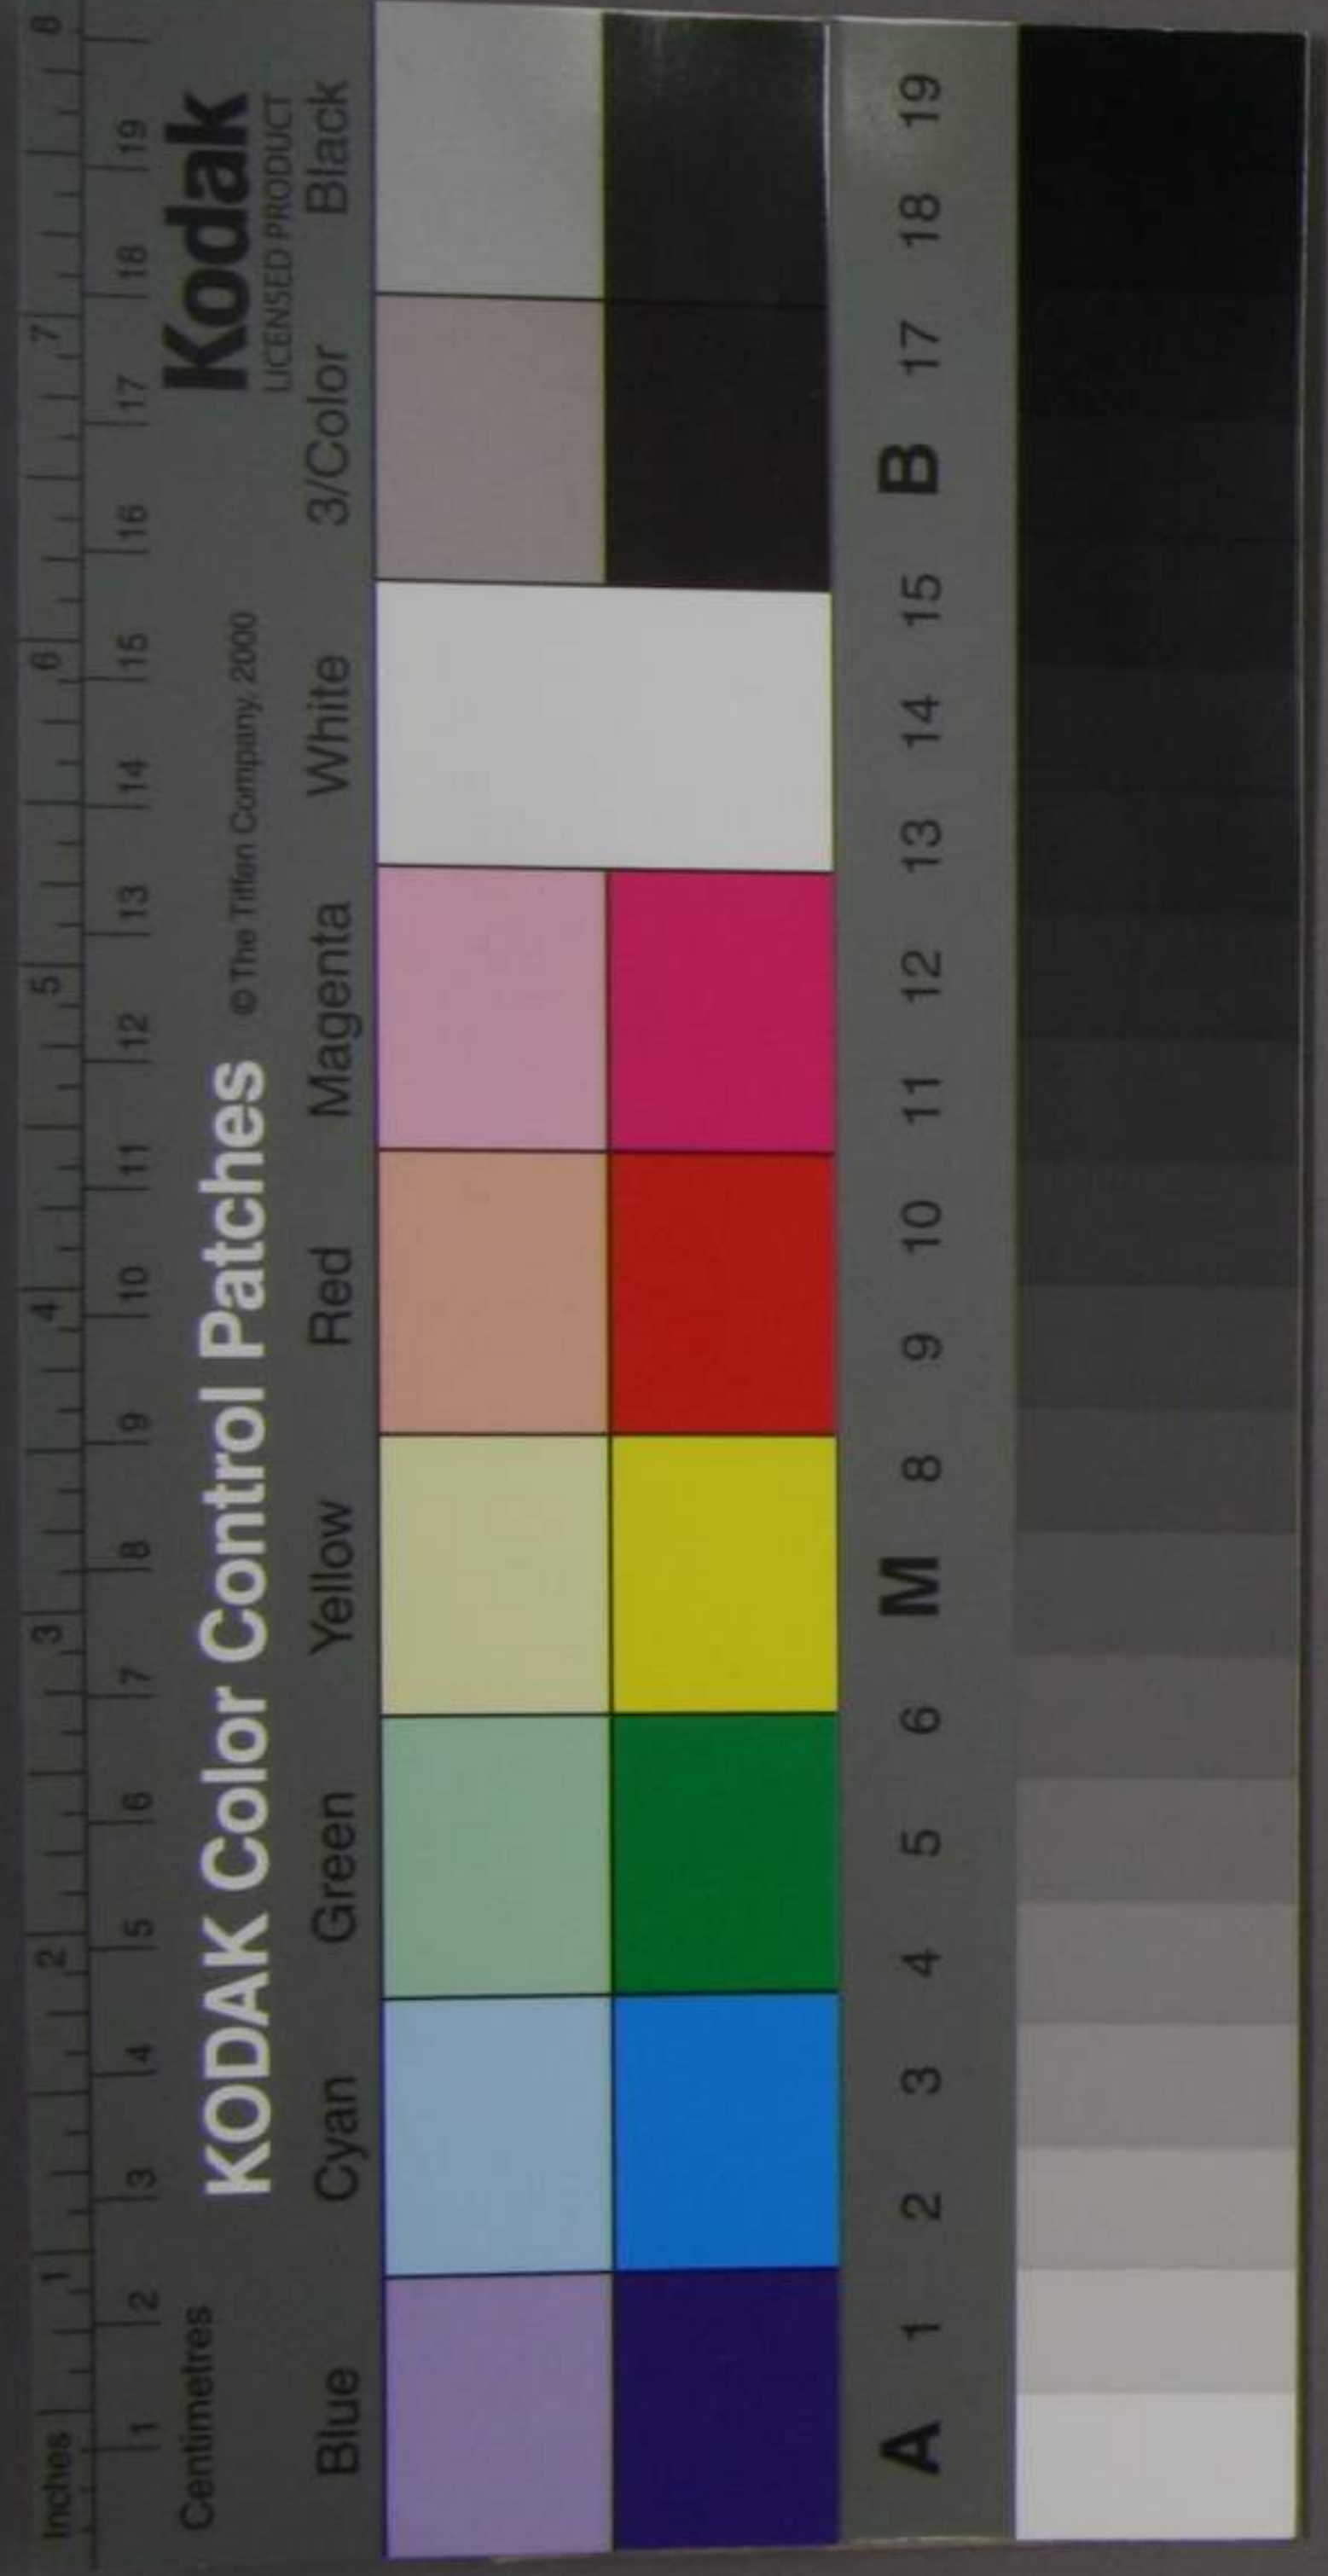 Inches 1 2 3 4 5 6 7 8
1 2 3 4 5 6 7 8 9 10 11 12 13 14 15 16 17 18 19
Centimetres
KODAK Color Control Patches © The Tiffen Company, 2000 Kodak
LICENSED PRODUCT
Blue Cyan Green Yellow Red Magenta White 3/Color Black
A 1 2 3 4 5 6 M 8 9 10 11 12 13 14 15 B 17 18 19